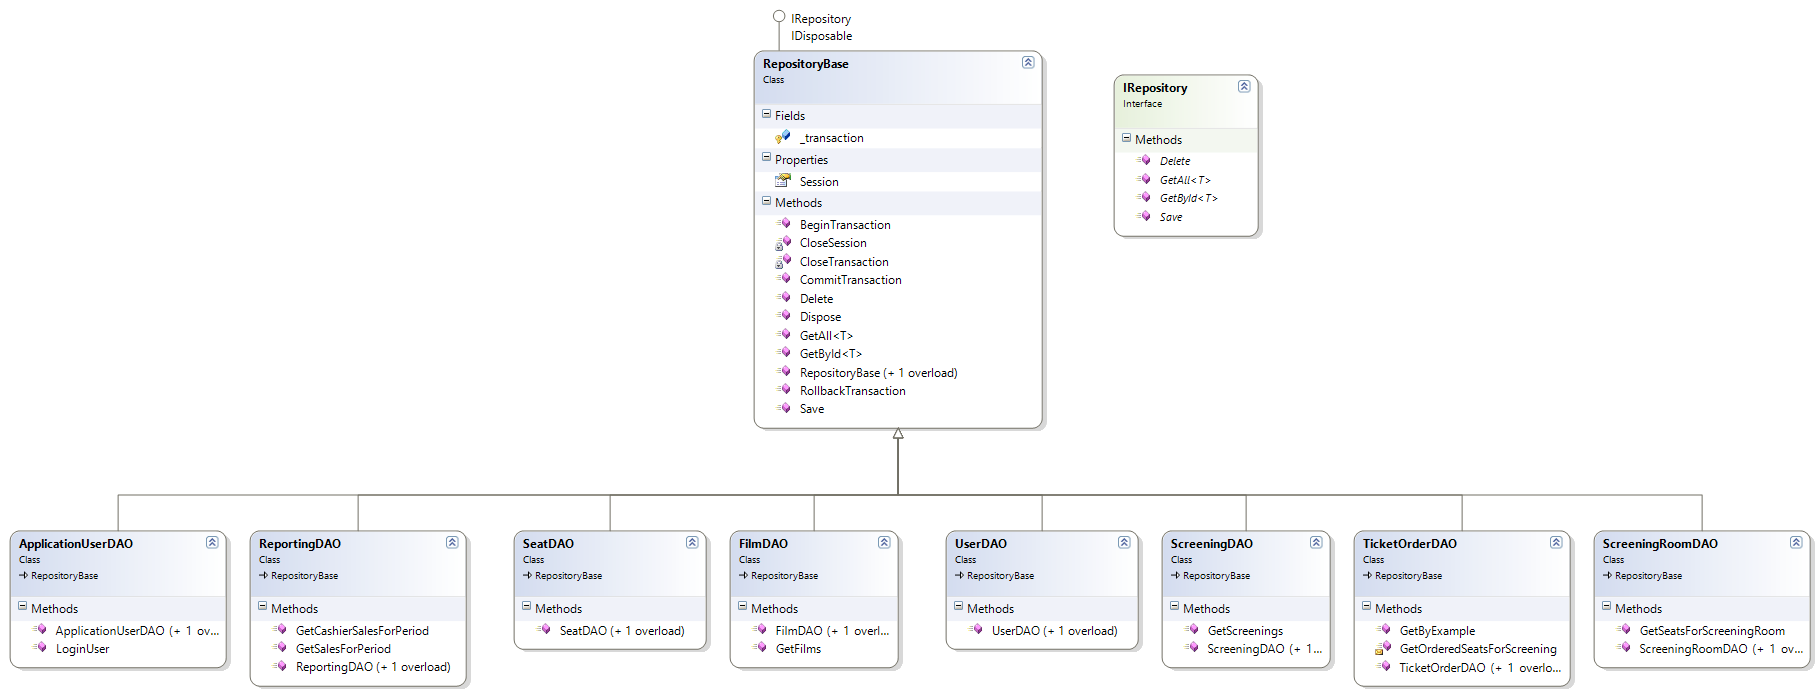 IRepository
IDisposable
RepositoryBase
Class
Fields
_transaction
Properties
Session
Methods
BeginTransaction
CloseSession
CloseTransaction
CommitTransaction
Delete
Dispose
GetAll<T>
GetById<T>
RepositoryBase (+ 1 overload)
RollbackTransaction
Save
IRepository
Interface
Methods
Delete
GetAll<T>
GetById<T>
Save
ApplicationUserDAO
Class
RepositoryBase
Methods
ApplicationUserDAO (+ 1 ov...
LoginUser
ReportingDAO
Class
RepositoryBase
Methods
GetCashierSalesForPeriod
GetSalesForPeriod
ReportingDAO (+ 1 overload)
SeatDAO
Class
RepositoryBase
Methods
SeatDAO (+ 1 overload)
FilmDAO
Class
RepositoryBase
Methods
FilmDAO (+ 1 overl...
GetFilms
UserDAO
Class
RepositoryBase
Methods
UserDAO (+ 1 overload)
ScreeningDAO
Class
RepositoryBase
Methods
GetScreenings
ScreeningDAO (+ 1...
TicketOrderDAO
Class
RepositoryBase
Methods
GetByExample
GetOrderedSeatsForScreening
TicketOrderDAO (+ 1 overlo...
ScreeningRoomDAO
Class
RepositoryBase
Methods
GetSeatsForScreeningRoom
ScreeningRoomDAO (+ 1 ov...